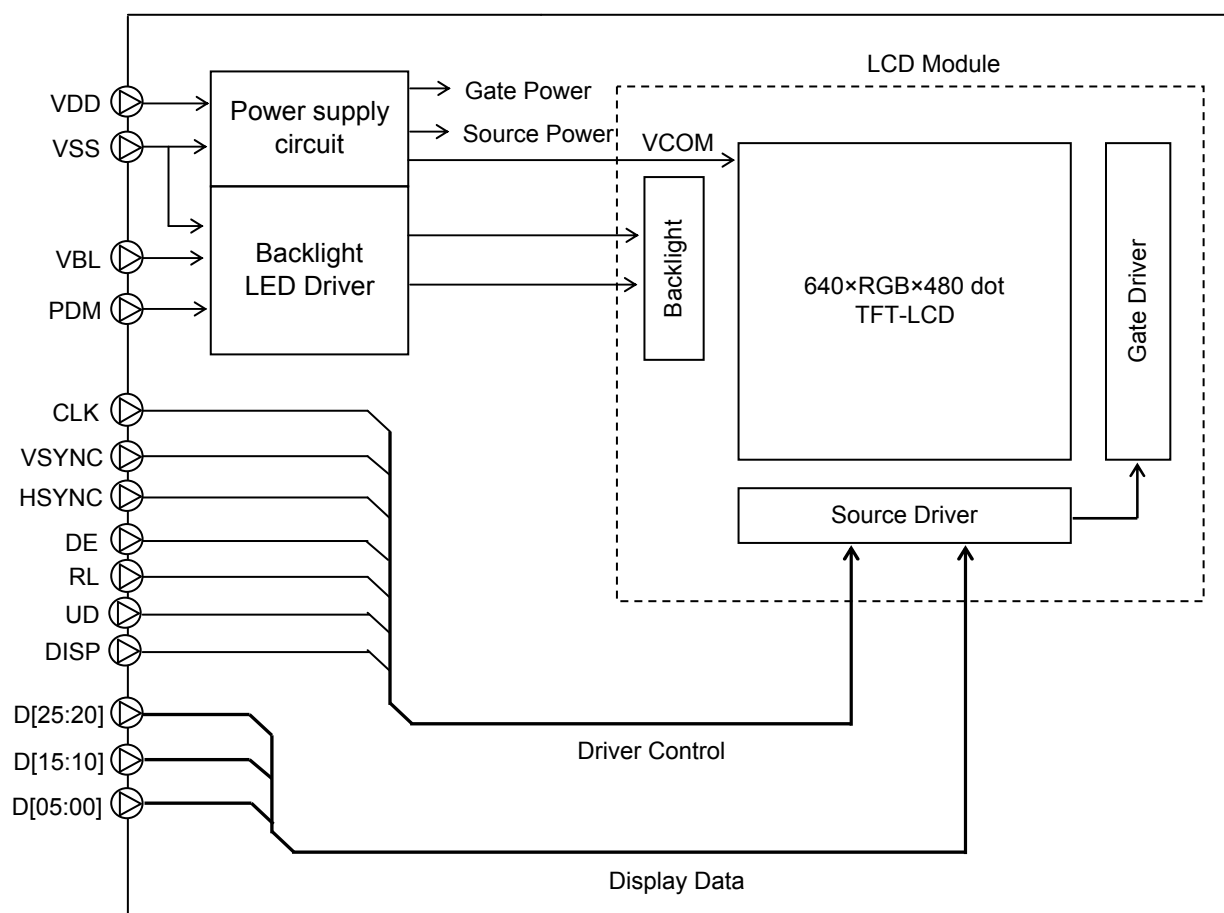 LCD Module
VDD
VSS
VBL
PDM
Power supply
circuit
Gate Power
Source Power
VCOM
Backlight
LED Driver
Backlight
640×RGB×480 dot
TFT-LCD
Gate Driver
Source Driver
CLK
VSYNC
HSYNC
DE
RL
UD
DISP
D[25:20]
D[15:10]
D[05:00]
Driver Control
Display Data